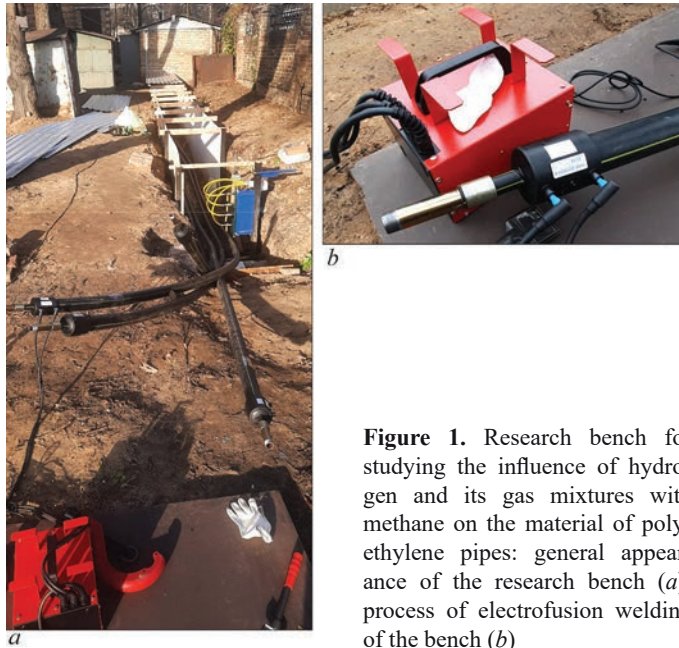 b
a
Figure 1. Research bench fo
studying the influence of hydro
gen and its gas mixtures wit
methane on the material of poly
ethylene pipes: general appear
ance of the research bench (a
process of electrofusion weldin
of the bench (b)